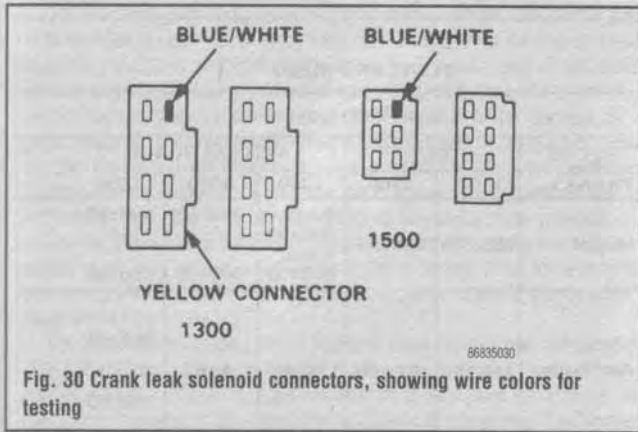 BLUE/WHITE
BLUE/WHITE
1500
YELLOW CONNECTOR
1300
86835030
Fig. 30 Crank leak solenoid connectors, showing wire colors for
testing